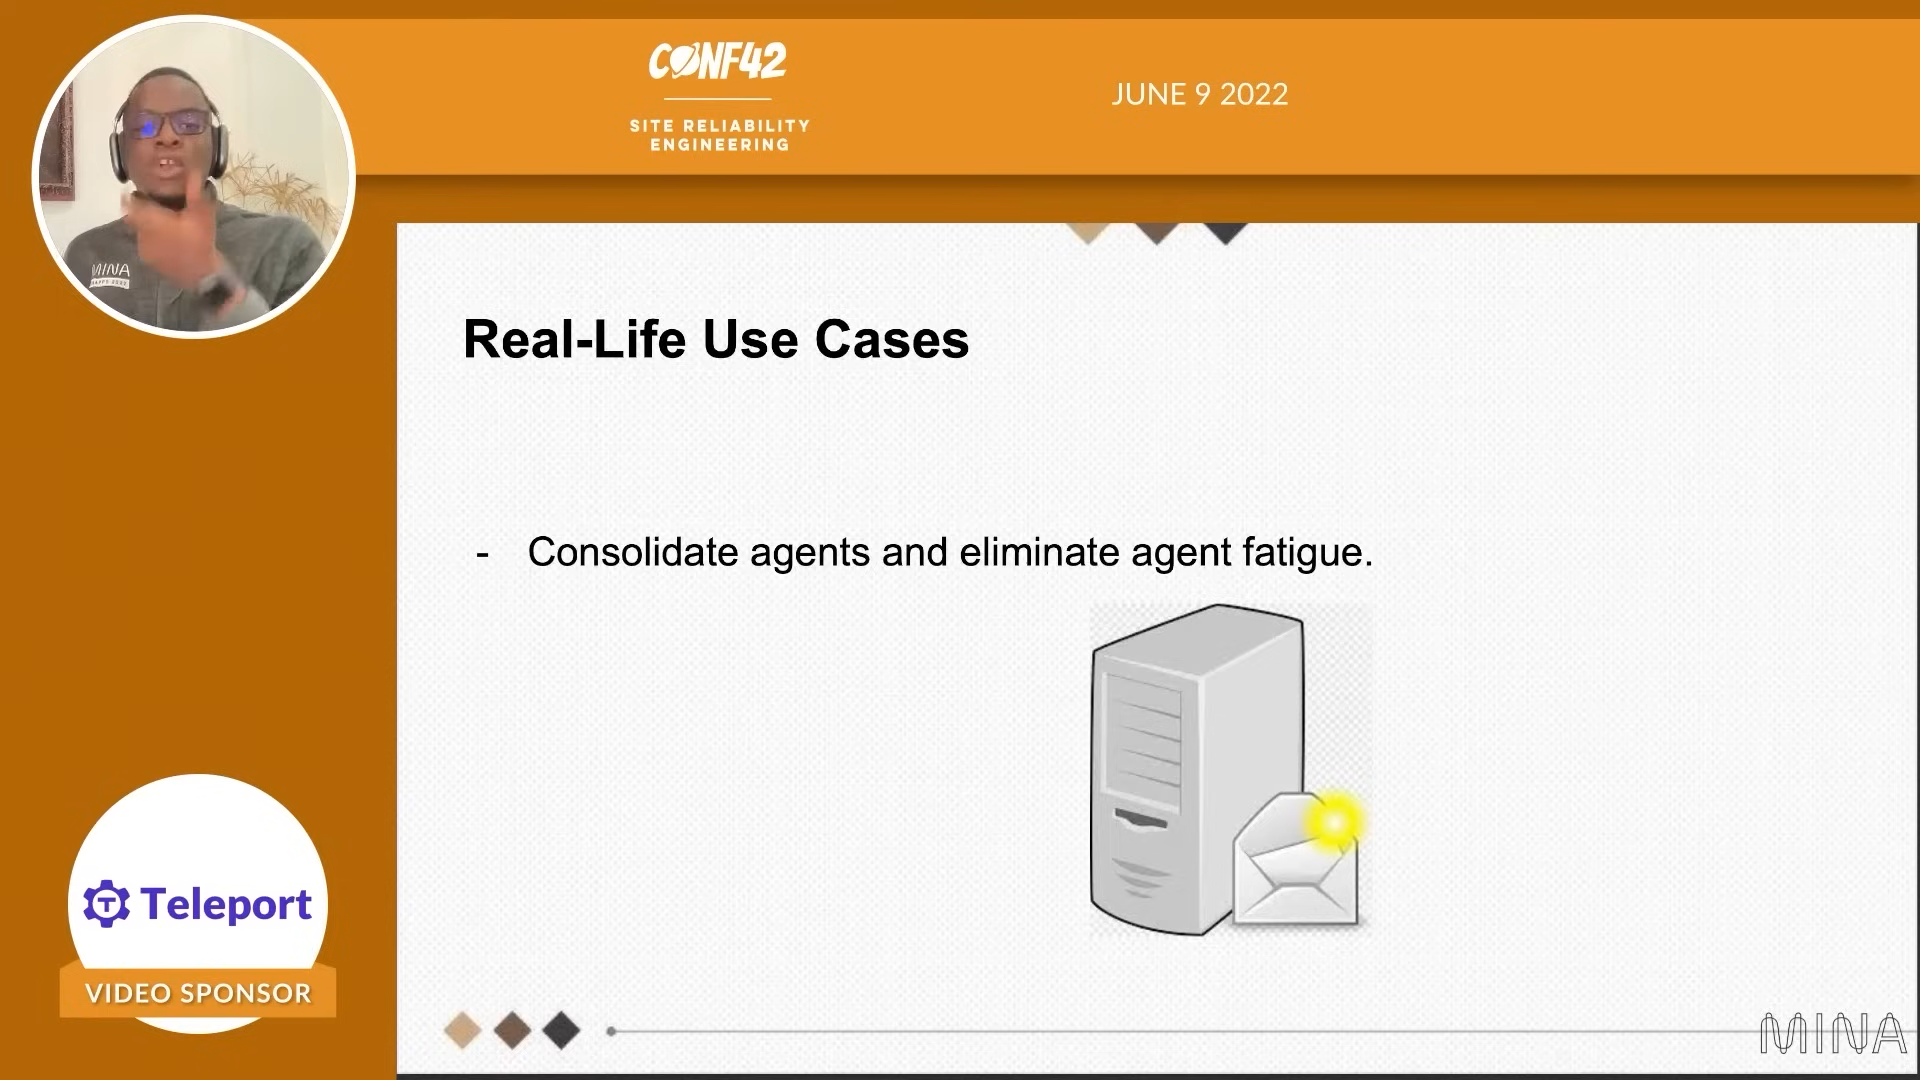 CONF42
SITE RELIABILITY
ENGINEERING
JUNE 9 2022
MINA
Real-Life Use Cases
- Consolidate agents and eliminate agent fatigue.
Teleport
VIDEO SPONSOR
MINA